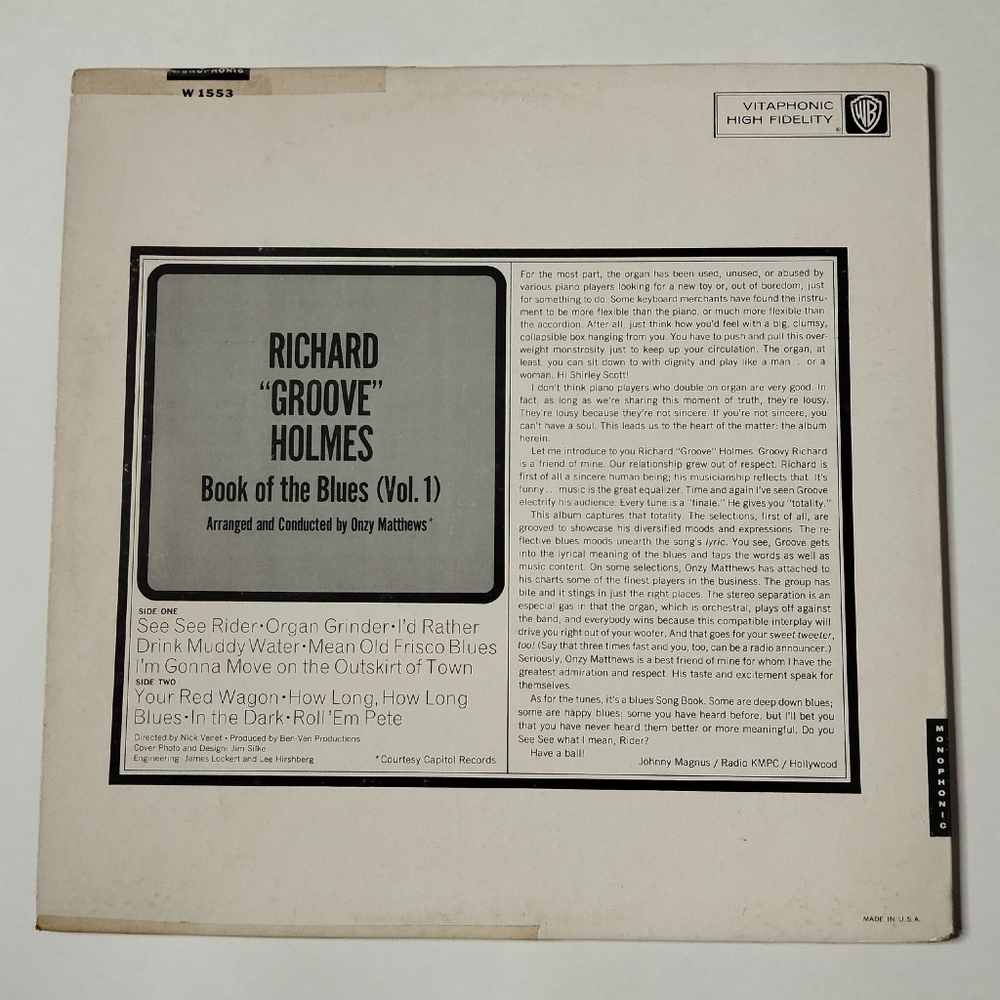 MONOPHONIC
W 1553
VITAPHONIC
HIGH FIDELITY
®
WB
RICHARD
“GROOVE”
HOLMES
Book of the Blues (Vol. 1)
Arranged and Conducted by Onzy Matthews*
SIDE ONE
See See Rider•Organ Grinder•I'd Rather
Drink Muddy Water•Mean Old Frisco Blues
I'm Gonna Move on the Outskirt of Town
SIDE TWO
Your Red Wagon•How Long, How Long
Blues•In the Dark•Roll 'Em Pete
Directed by Nick Venet • Produced by Ben-Ven Productions
Cover Photo and Design: Jim Silke
Engineering: James Lockert and Lee Hirshberg
*Courtesy Capitol Records
For the most part, the organ has been used, unused, or abused by
various piano players looking for a new toy or, out of boredom, just
for something to do. Some keyboard merchants have found the instru-
ment to be more flexible than the piano, or much more flexible than
the accordion. After all, just think how you'd feel with a big, clumsy,
collapsible box hanging from you. You have to push and pull this over-
weight monstrosity just to keep up your circulation. The organ, at
least, you can sit down to with dignity and play like a man... or a
woman. Hi Shirley Scott!
I don't think piano players who double on organ are very good. In
fact, as long as we're sharing this moment of truth, they're lousy.
They're lousy because they're not sincere. If you're not sincere, you
can't have a soul. This leads us to the heart of the matter: the album
herein.
Let me introduce to you Richard "Groove" Holmes. Groovy Richard
is a friend of mine. Our relationship grew out of respect. Richard is
first of all a sincere human being; his musicianship reflects that. It's
funny... music is the great equalizer. Time and again I've seen Groove
electrify his audience. Every tune is a "finale." He gives you "totality."
This album captures that totality. The selections, first of all, are
grooved to showcase his diversified moods and expressions. The re-
flective blues moods unearth the song's lyric. You see, Groove gets
into the lyrical meaning of the blues and taps the words as well as
music content. On some selections, Onzy Matthews has attached to
his charts some of the finest players in the business. The group has
bite and it stings in just the right places. The stereo separation is an
especial gas in that the organ, which is orchestral, plays off against
the band, and everybody wins because this compatible interplay will
drive you right out of your woofer. And that goes for your sweet tweeter,
too! (Say that three times fast and you, too, can be a radio announcer.)
Seriously, Onzy Matthews is a best friend of mine for whom I have the
greatest admiration and respect. His taste and excitement speak for
themselves.
As for the tunes, it's a blues Song Book. Some are deep down blues;
some are happy blues; some you have heard before, but I'll bet you
that you have never heard them better or more meaningful. Do you
See See what I mean, Rider?
Have a ball!
Johnny Magnus / Radio KMPC / Hollywood
MONOPHONIC
MADE IN U.S.A.